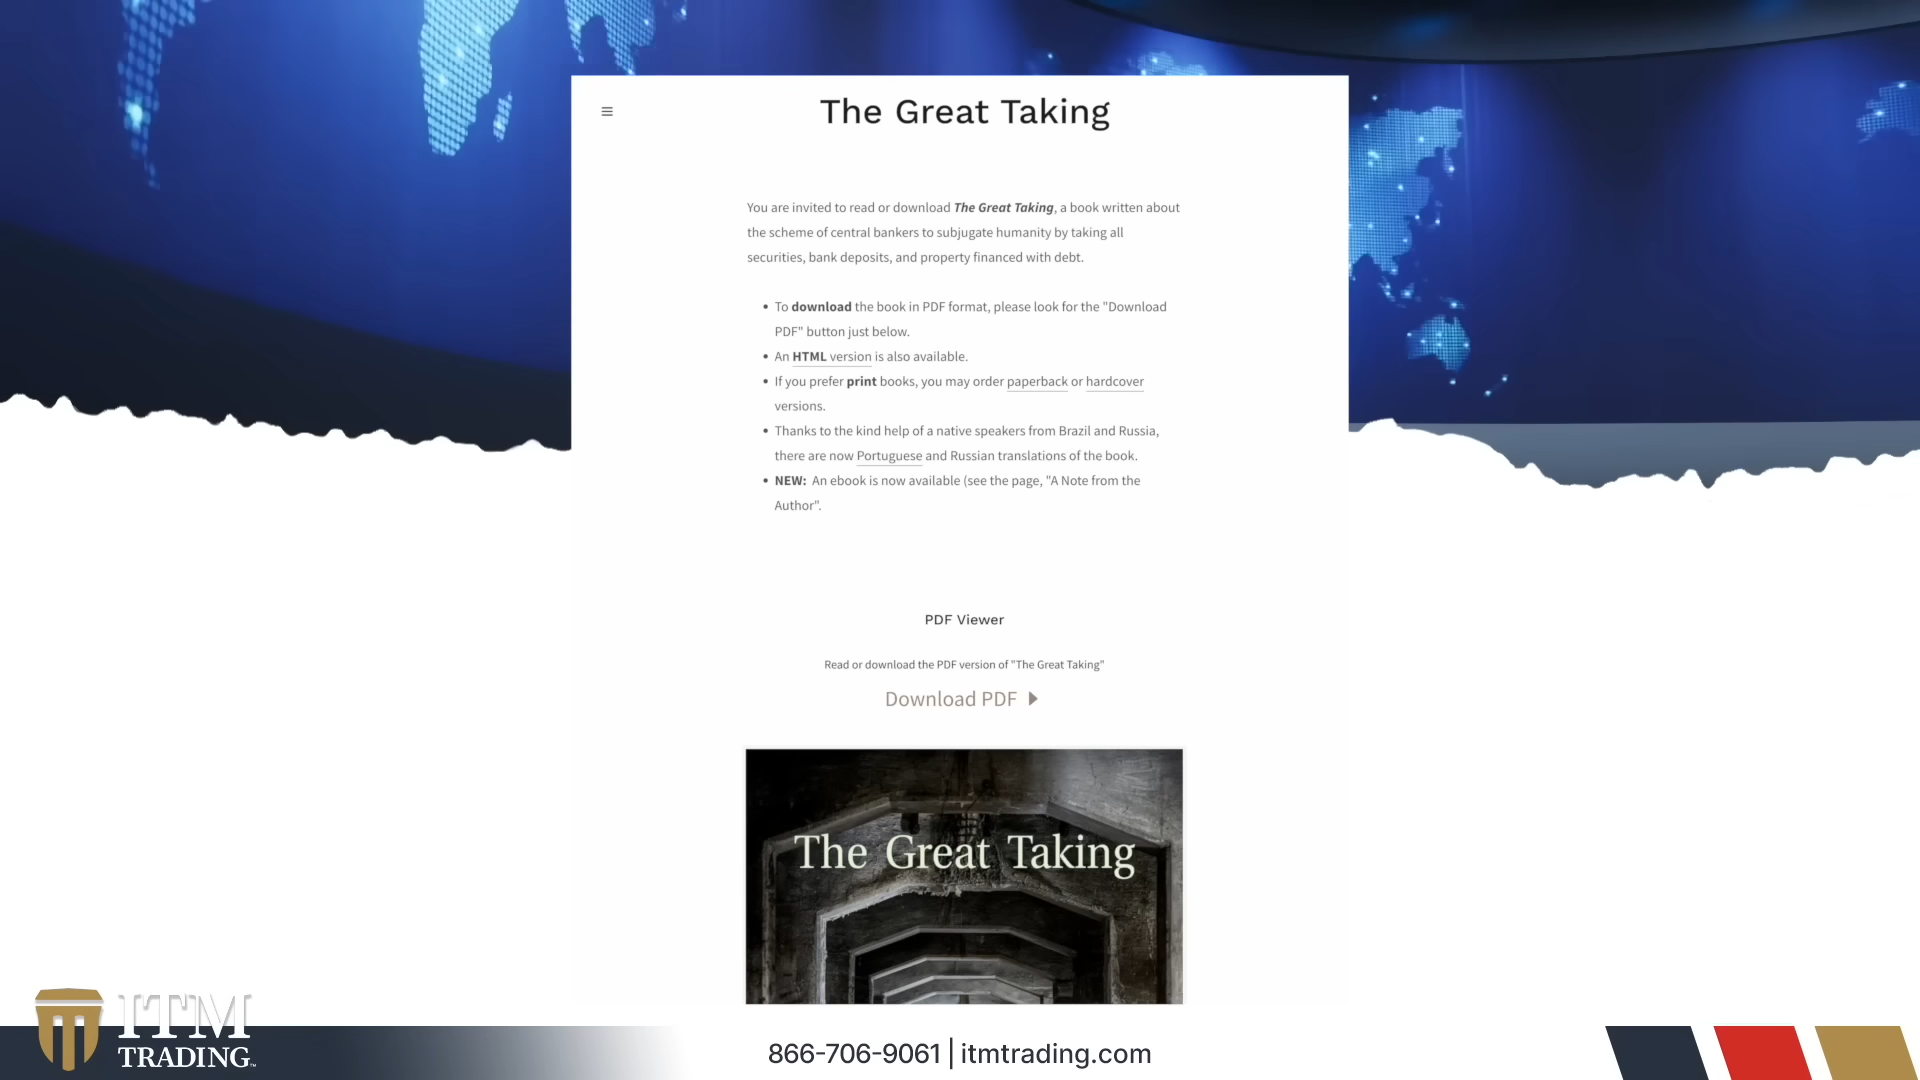 The Great Taking
You are invited to read or download The Great Taking, a book written about
the scheme of central bankers to subjugate humanity by taking all
securities, bank deposits, and property financed with debt.
• To download the book in PDF format, please look for the "Download
PDF" button just below.
• An HTML version is also available.
• If you prefer print books, you may order paperback or hardcover
versions.
• Thanks to the kind help of a native speakers from Brazil and Russia,
there are now Portuguese and Russian translations of the book.
• NEW: An ebook is now available (see the page, "A Note from the
Author".
PDF Viewer
Read or download the PDF version of "The Great Taking"
Download PDF
The Great Taking
ITM
TRADING™
866-706-9061 | itmtrading.com